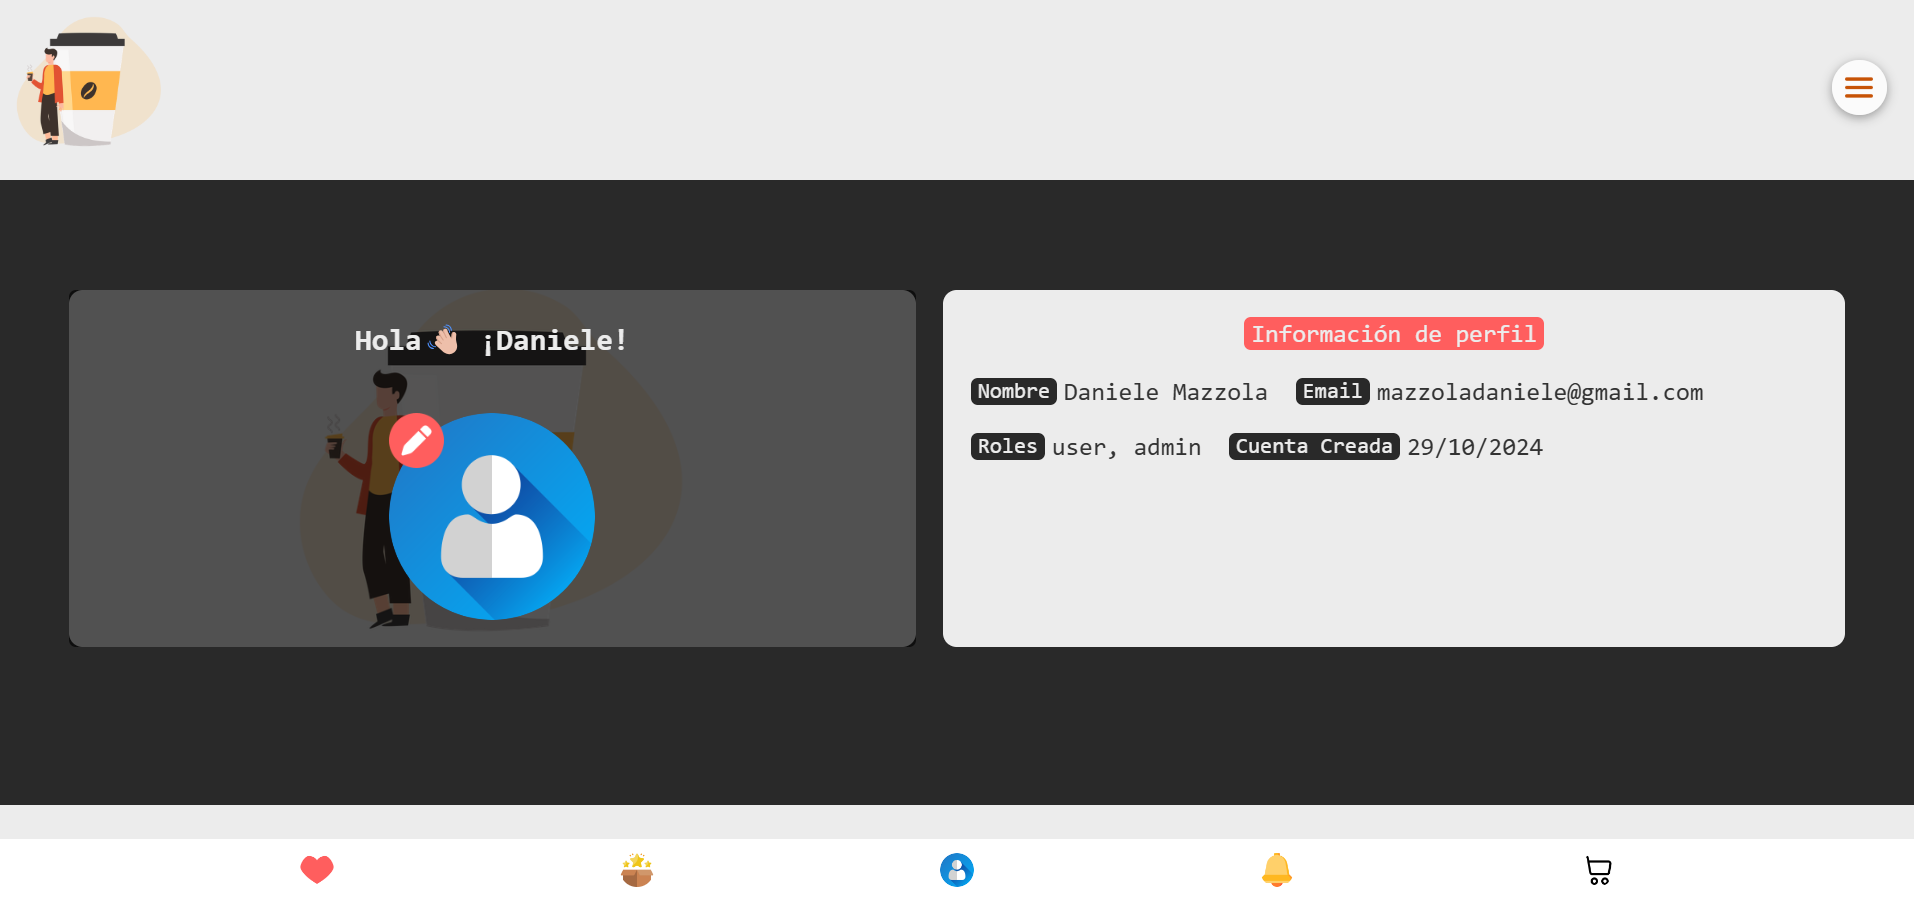 Hola👋 ¡Daniele!
Información de perfil
Nombre Daniele Mazzola Email mazzoladaniele@gmail.com
Roles user, admin Cuenta Creada 29/10/2024